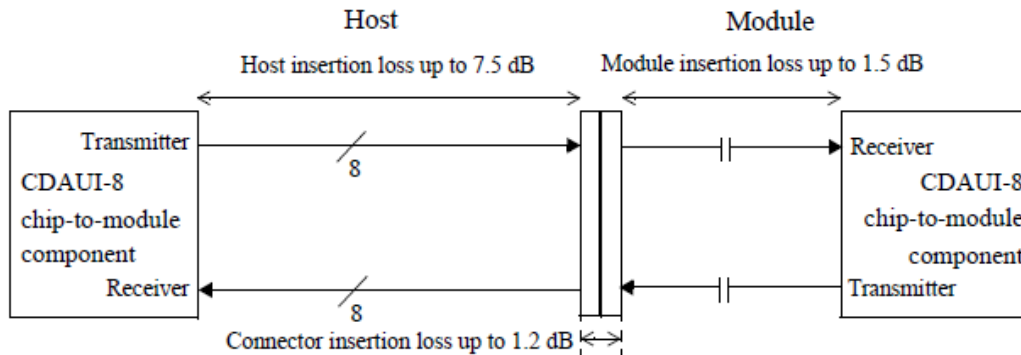 Host
Module
Host insertion loss up to 7.5 dB
Module insertion loss up to 1.5 dB
Transmitter
8
Receiver
CDAUI-8
chip-to-module
component
CDAUI-8
chip-to-module
component
Receiver
8
Transmitter
Connector insertion loss up to 1.2 dB